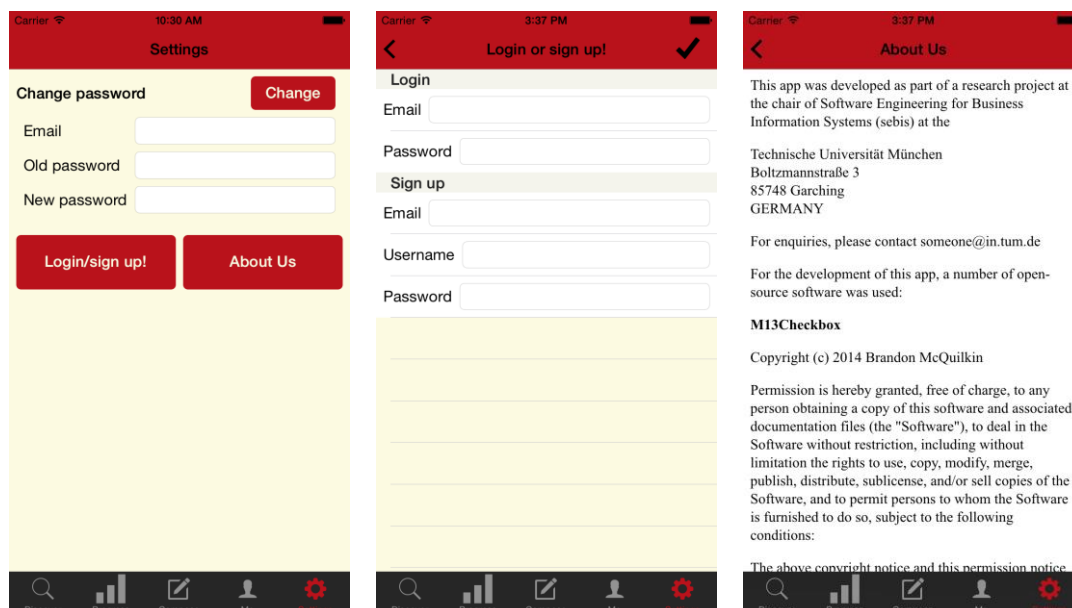 Carrier 10:30 AM
Settings
Change password Change
Email
Old password
New password
Login/sign up! About Us
Carrier 3:37 PM
Login or sign up!
Login
Email
Password
Sign up
Email
Username
Password
Carrier 3:37 PM
About Us
This app was developed as part of a research project at
the chair of Software Engineering for Business
Information Systems (sebis) at the
Technische Universität München
Boltzmannstraße 3
85748 Garching
GERMANY
For enquiries, please contact someone@in.tum.de
For the development of this app, a number of open-
source software was used:
M13Checkbox
Copyright (c) 2014 Brandon McQuilkin
Permission is hereby granted, free of charge, to any
person obtaining a copy of this software and associated
documentation files (the "Software"), to deal in the
Software without restriction, including without
limitation the rights to use, copy, modify, merge,
publish, distribute, sublicense, and/or sell copies of the
Software, and to permit persons to whom the Software
is furnished to do so, subject to the following
conditions:
The above copyright notice and this permission notice